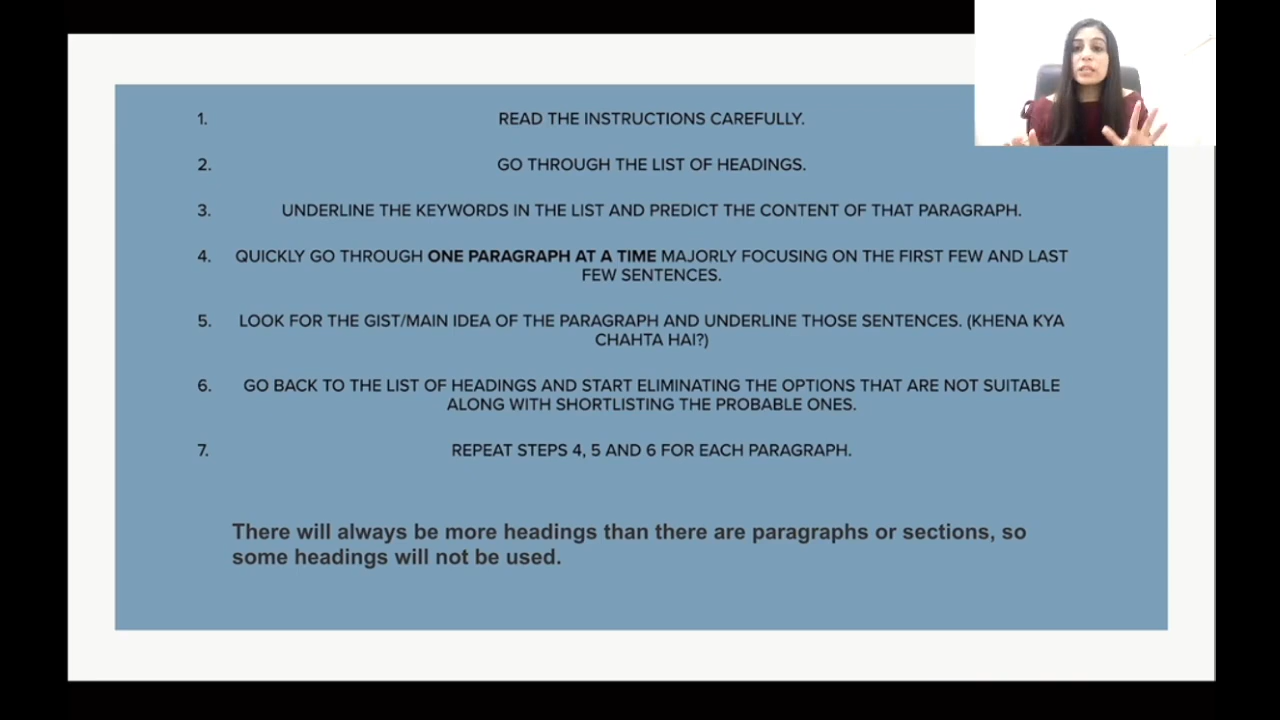 1. READ THE INSTRUCTIONS CAREFULLY.
2. GO THROUGH THE LIST OF HEADINGS.
3. UNDERLINE THE KEYWORDS IN THE LIST AND PREDICT THE CONTENT OF THAT PARAGRAPH.
4. QUICKLY GO THROUGH ONE PARAGRAPH AT A TIME MAJORLY FOCUSING ON THE FIRST FEW AND LAST
FEW SENTENCES.
5. LOOK FOR THE GIST/MAIN IDEA OF THE PARAGRAPH AND UNDERLINE THOSE SENTENCES. (KHENA KYA
CHAHTA HAI?)
6. GO BACK TO THE LIST OF HEADINGS AND START ELIMINATING THE OPTIONS THAT ARE NOT SUITABLE
ALONG WITH SHORTLISTING THE PROBABLE ONES.
7. REPEAT STEPS 4, 5 AND 6 FOR EACH PARAGRAPH.
There will always be more headings than there are paragraphs or sections, so
some headings will not be used.